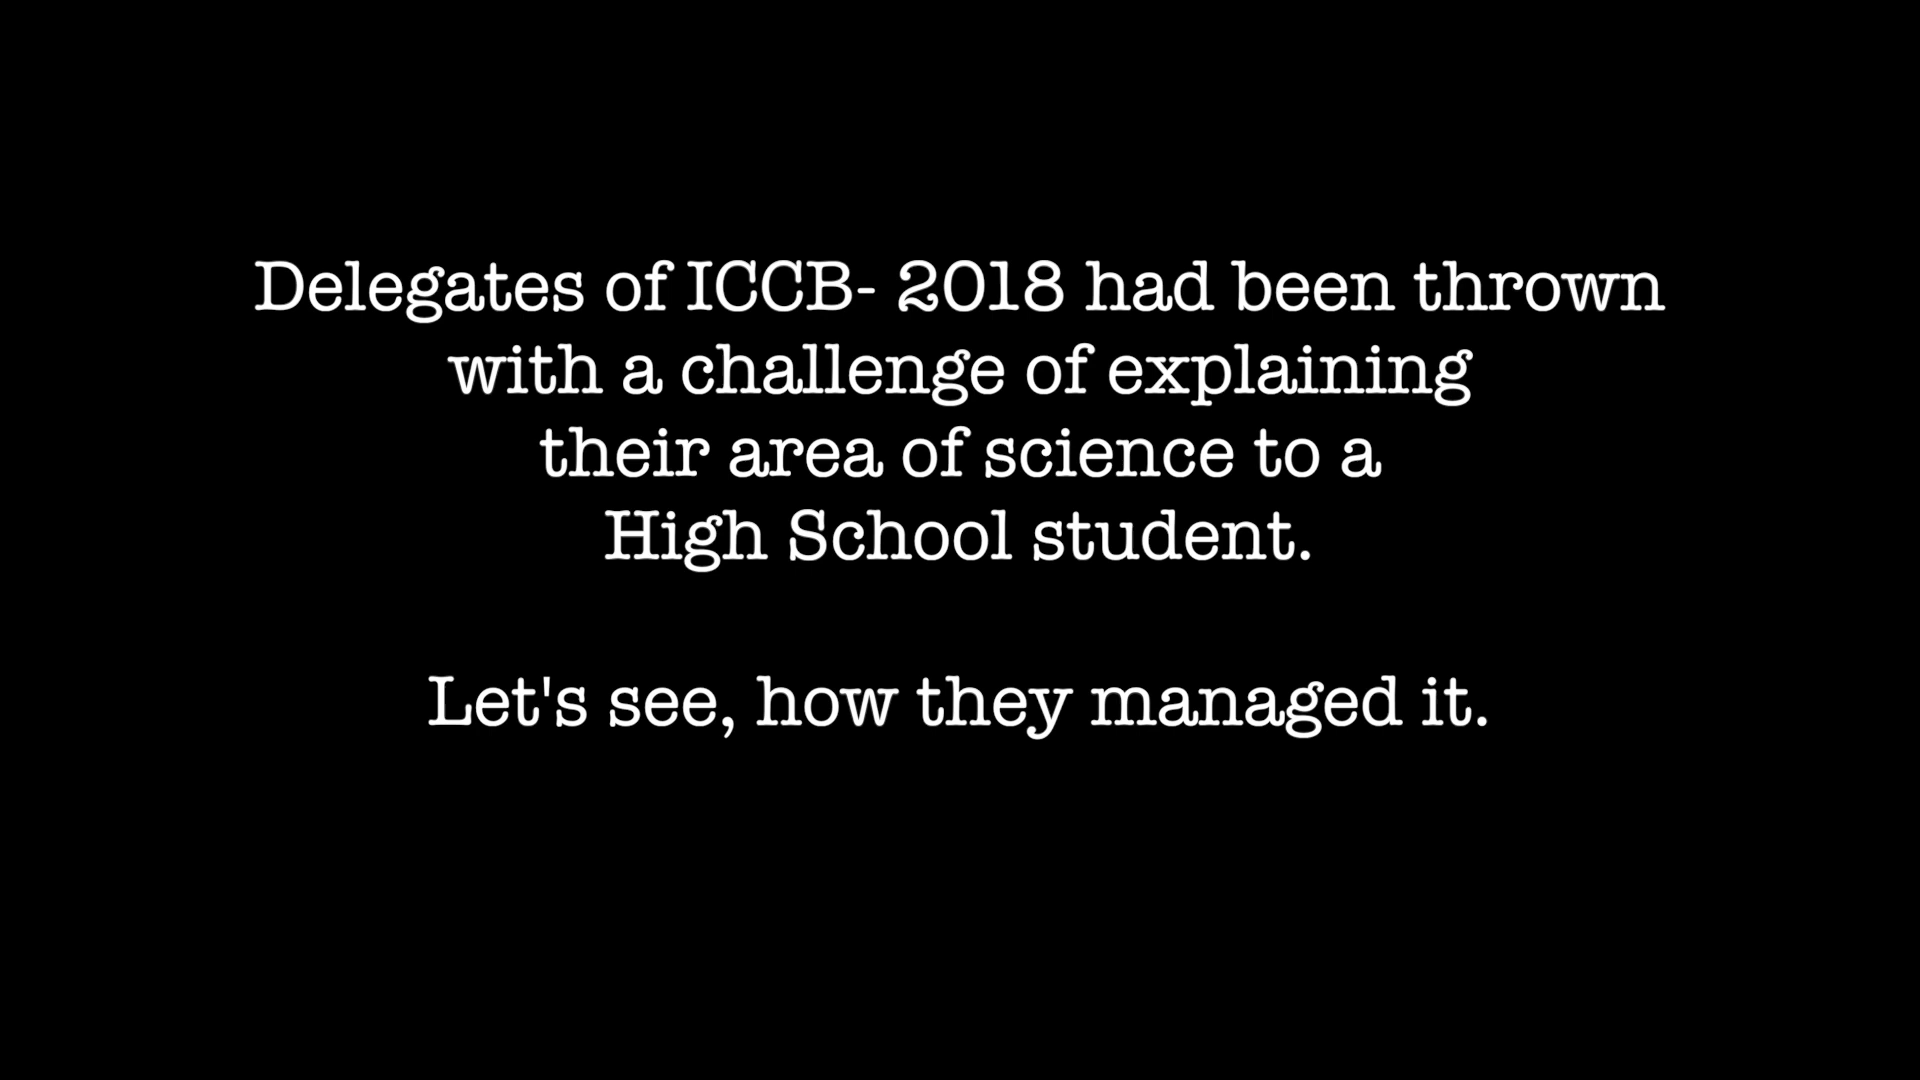 Delegates of ICCB- 2018 had been thrown
with a challenge of explaining
their area of science to a
High School student.
Let's see, how they managed it.